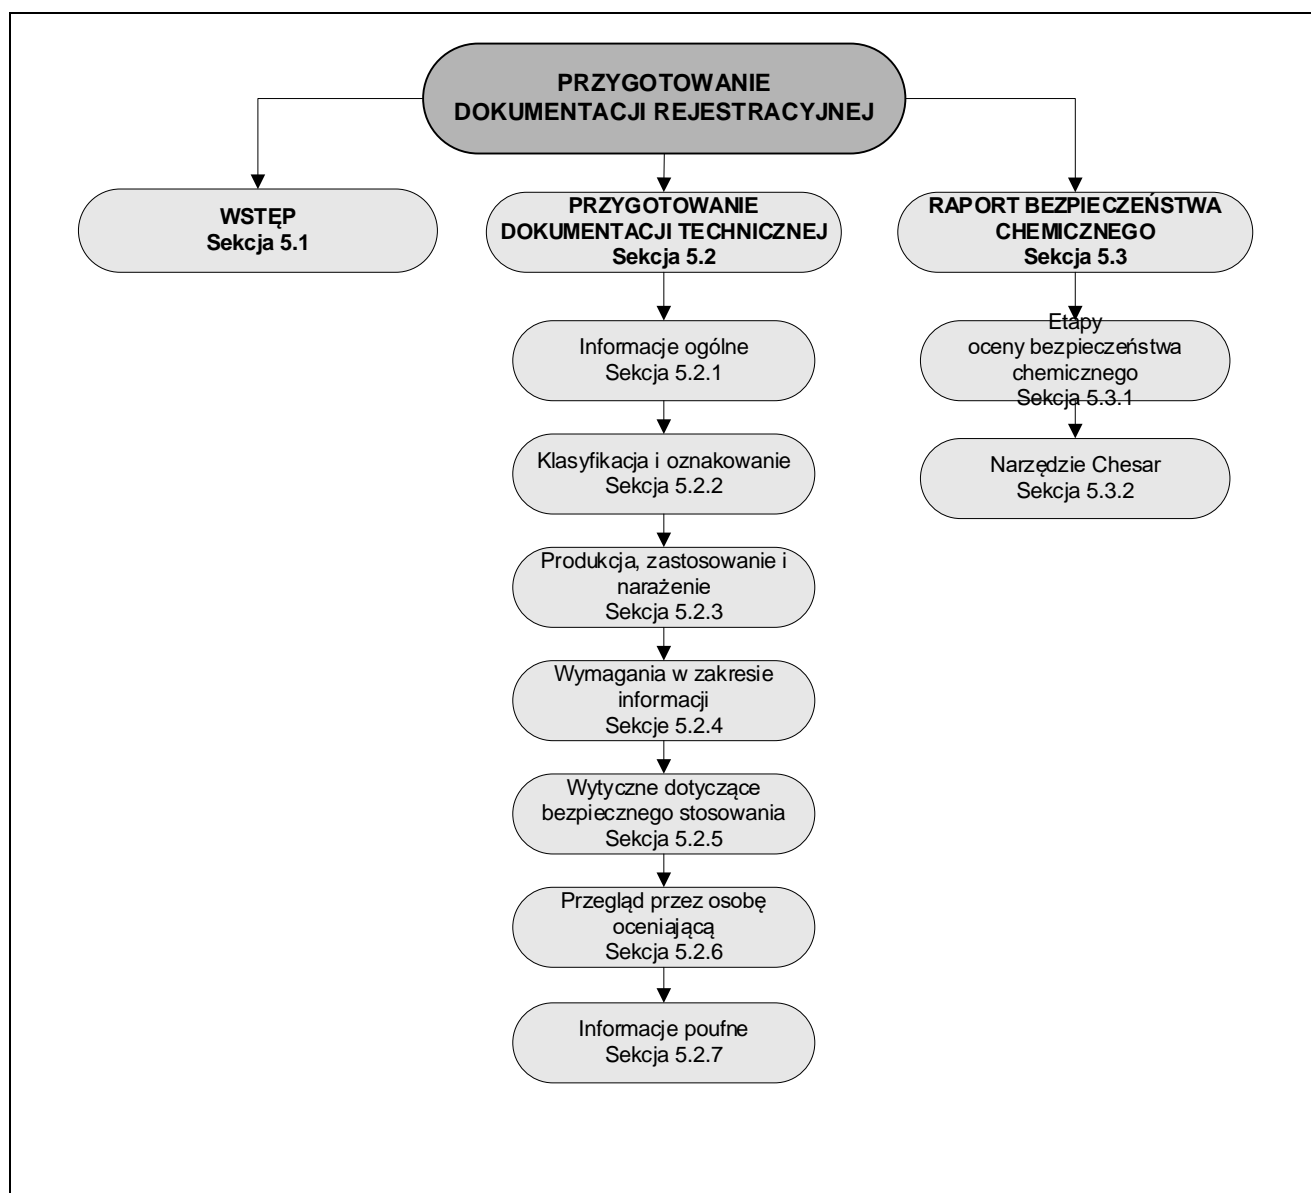 PRZYGOTOWANIE
DOKUMENTACJI REJESTRACYJNEJ
WSTĘP
Sekcja 5.1
PRZYGOTOWANIE
DOKUMENTACJI TECHNICZNEJ
Sekcja 5.2
RAPORT BEZPIECZEŃSTWA
CHEMICZNEGO
Sekcja 5.3
Informacje ogólne
Sekcja 5.2.1
Klasyfikacja i oznakowanie
Sekcja 5.2.2
Produkcja, zastosowanie i
narażenie
Sekcja 5.2.3
Wymagania w zakresie
informacji
Sekcje 5.2.4
Wytyczne dotyczące
bezpiecznego stosowania
Sekcja 5.2.5
Przegląd przez osobę
oceniającą
Sekcja 5.2.6
Informacje poufne
Sekcja 5.2.7
Etapy
oceny bezpieczeństwa
chemicznego
Sekcja 5.3.1
Narzędzie Chesar
Sekcja 5.3.2